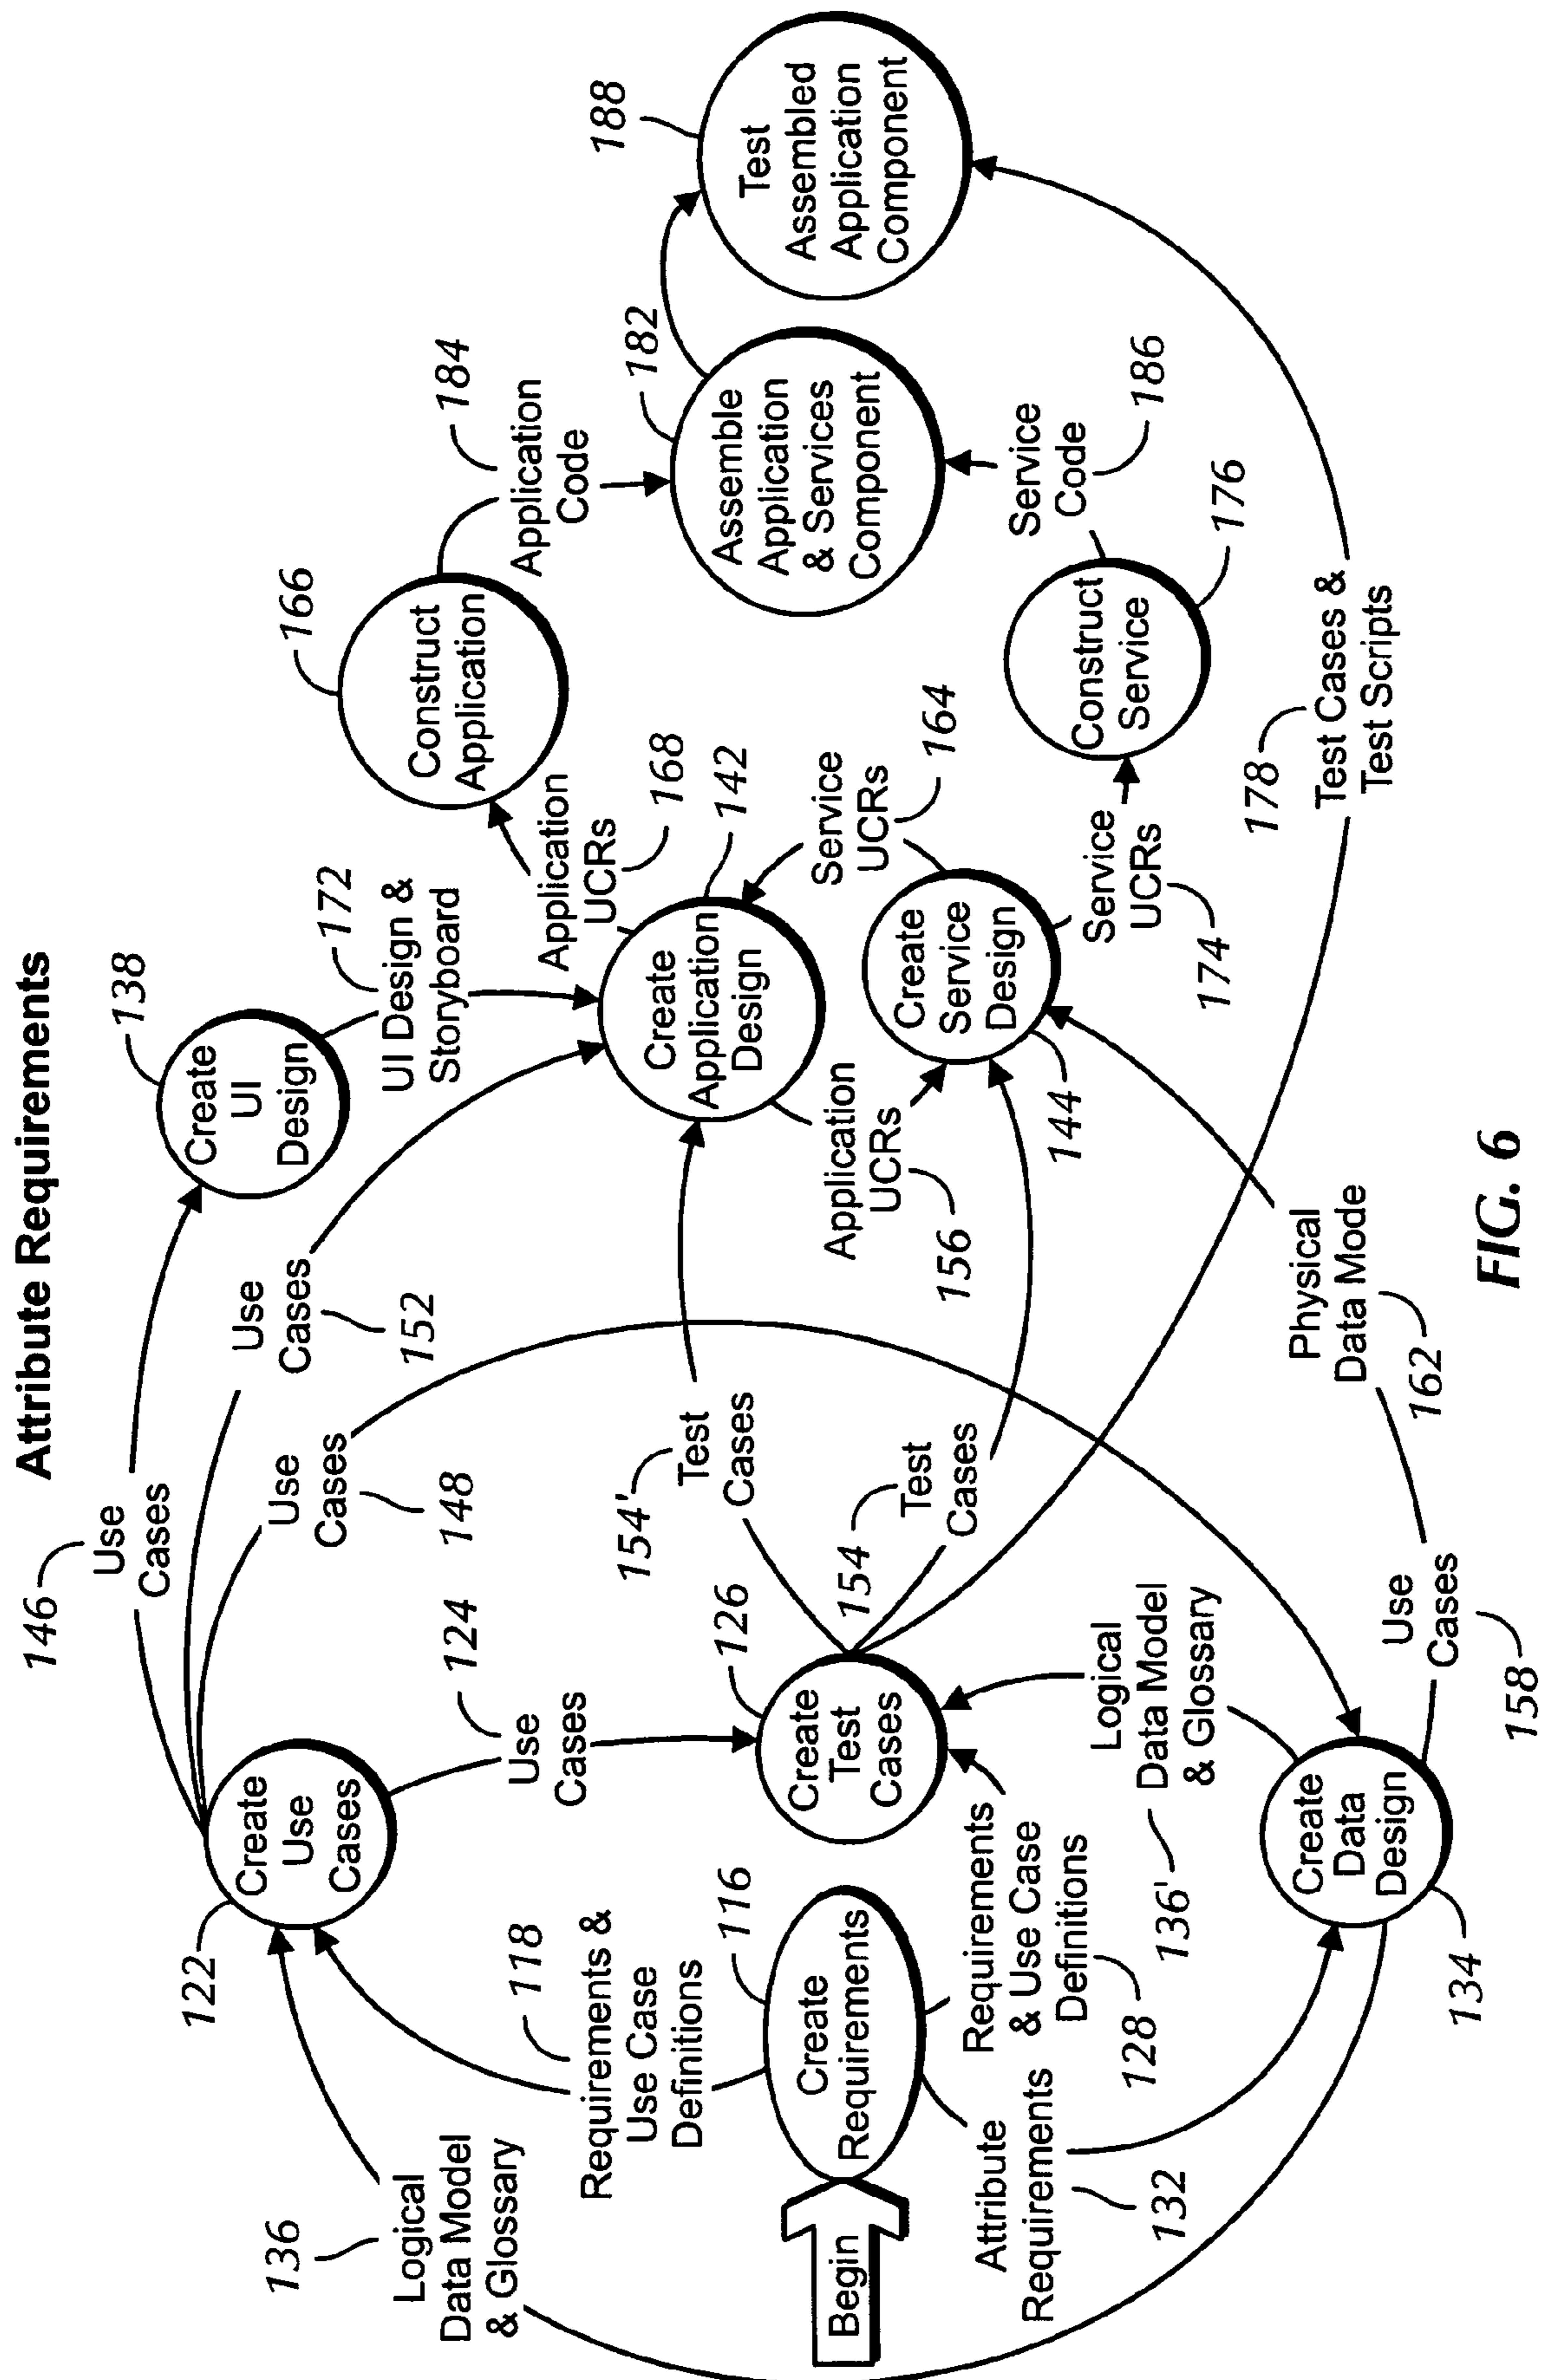 Attribute Requirements
146
Use
Cases
138
Create
UI
Design
172
UI Design &
Storyboard
166
Construct
Application
184
Application
Code
188
Test
Assembled
Application
Component
122
Create
Use
Cases
Use
Cases
152
Use
Cases
148
124
Use
Cases
136
Logical
Data Model
& Glossary
118
Requirements &
Use Case
Definitions
Begin
116
Create
Requirements
126
Create
Test
Cases
154'
Test
Cases
154
Test
Cases
Application
UCRs
168
142
Create
Application
Design
182
Assemble
Application
& Services
Component
Application
UCRs
156
Service
UCRs
164
Create
Service
Design
144
Service
UCRs
174
Construct
Service
176
Service
Code
186
Attribute
Requirements
132
Requirements
& Use Case
Definitions
128
Logical
Data Model
& Glossary
136'
Create
Data
Design
134
Use
Cases
158
Physical
Data Mode
162
178
Test Cases &
Test Scripts
FIG. 6